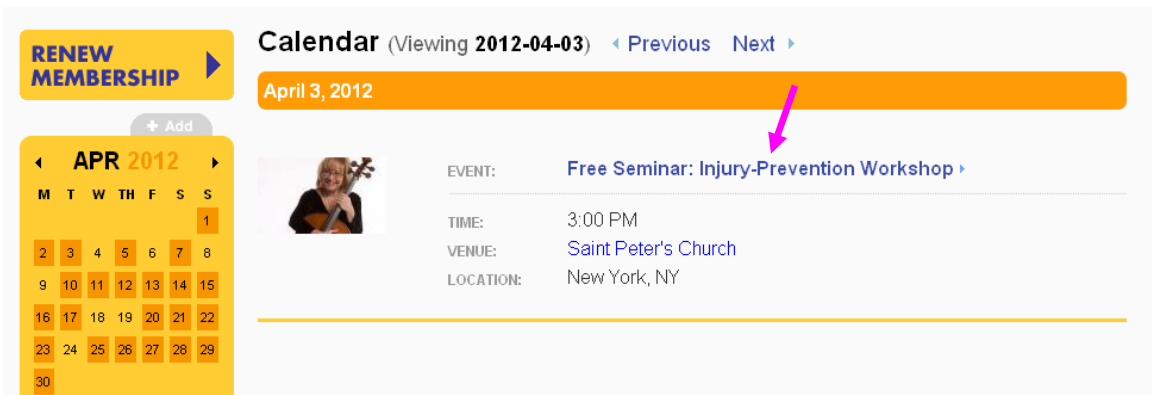 RENEW
MEMBERSHIP
Calendar (Viewing 2012-04-03) Previous Next
April 3, 2012
+ Add
APR 2012
M T W TH F S S
1
2 3 4 5 6 7 8
9 10 11 12 13 14 15
16 17 18 19 20 21 22
23 24 25 26 27 28 29
30
EVENT: Free Seminar: Injury-Prevention Workshop
TIME: 3:00 PM
VENUE: Saint Peter's Church
LOCATION: New York, NY